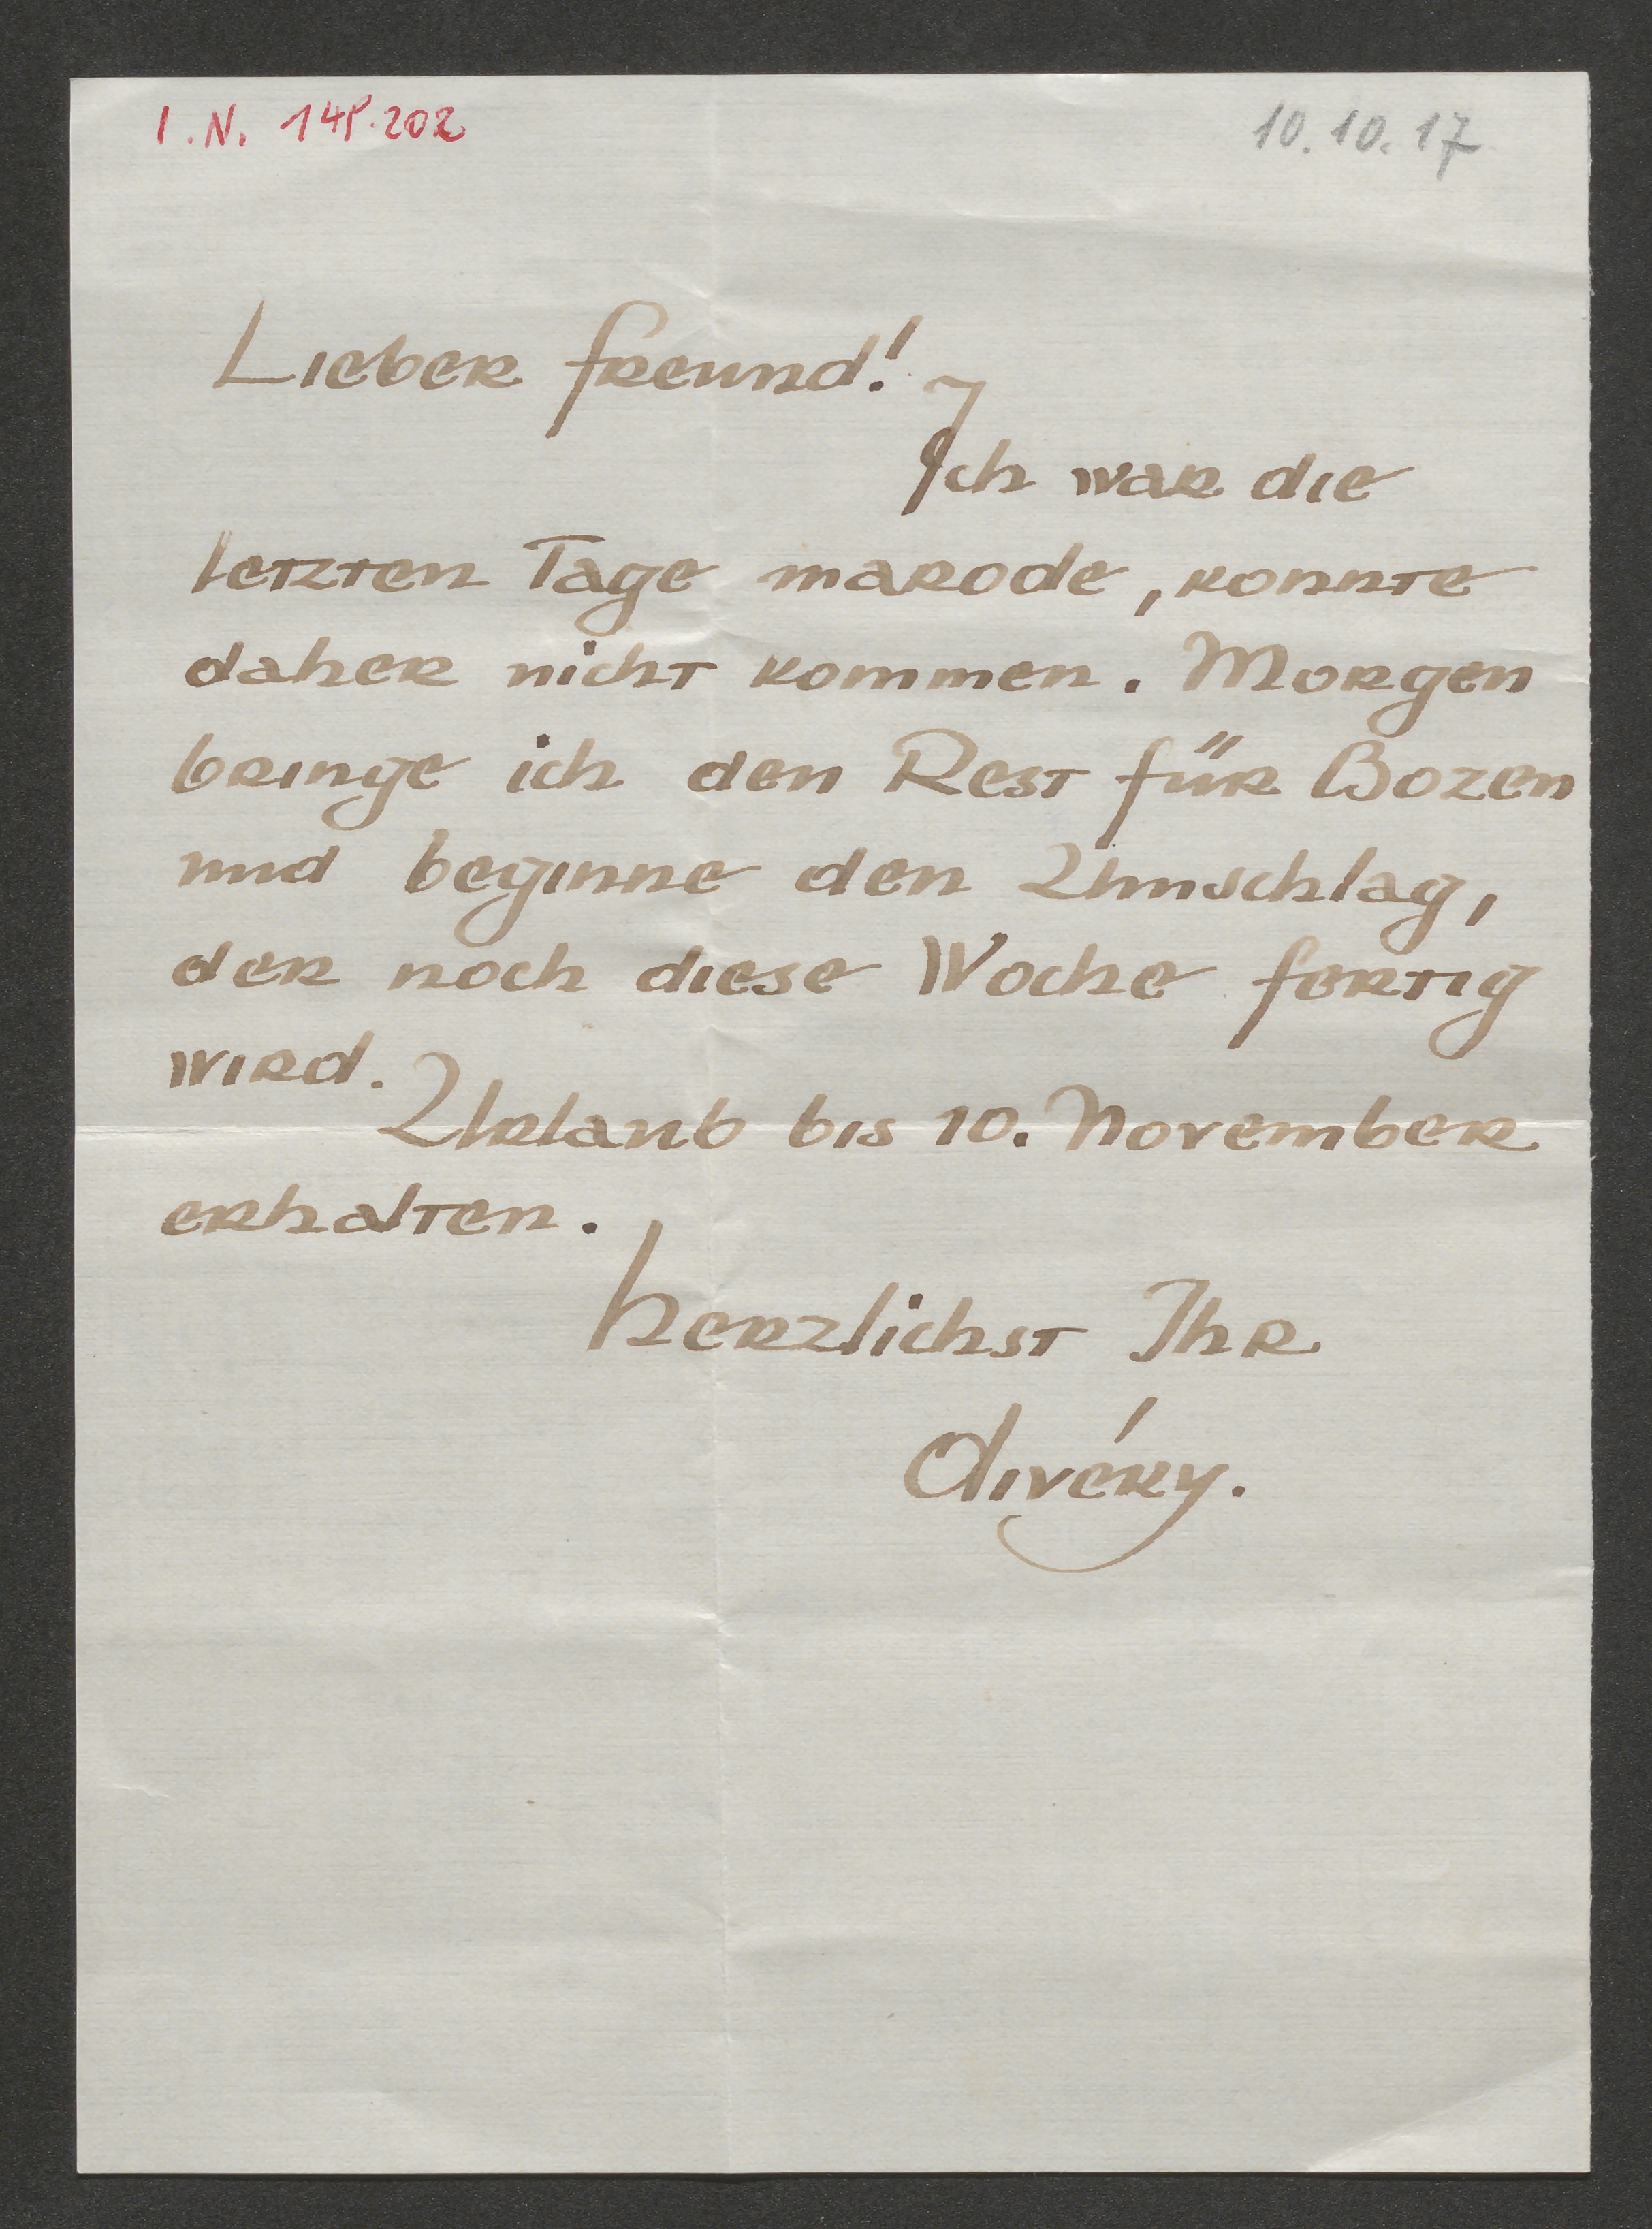 I.N. 145.202
10.10.17
Lieber Freund!
Ich war die
letzten Tage marode, konnte
daher nicht kommen. Morgen
bringe ich den Rest für Bozen
und beginne den Umschlag,
der noch diese Woche fertig
wird.
Urlaub bis 10. November
erhalten.
Herzlichst Ihr
Divéky.